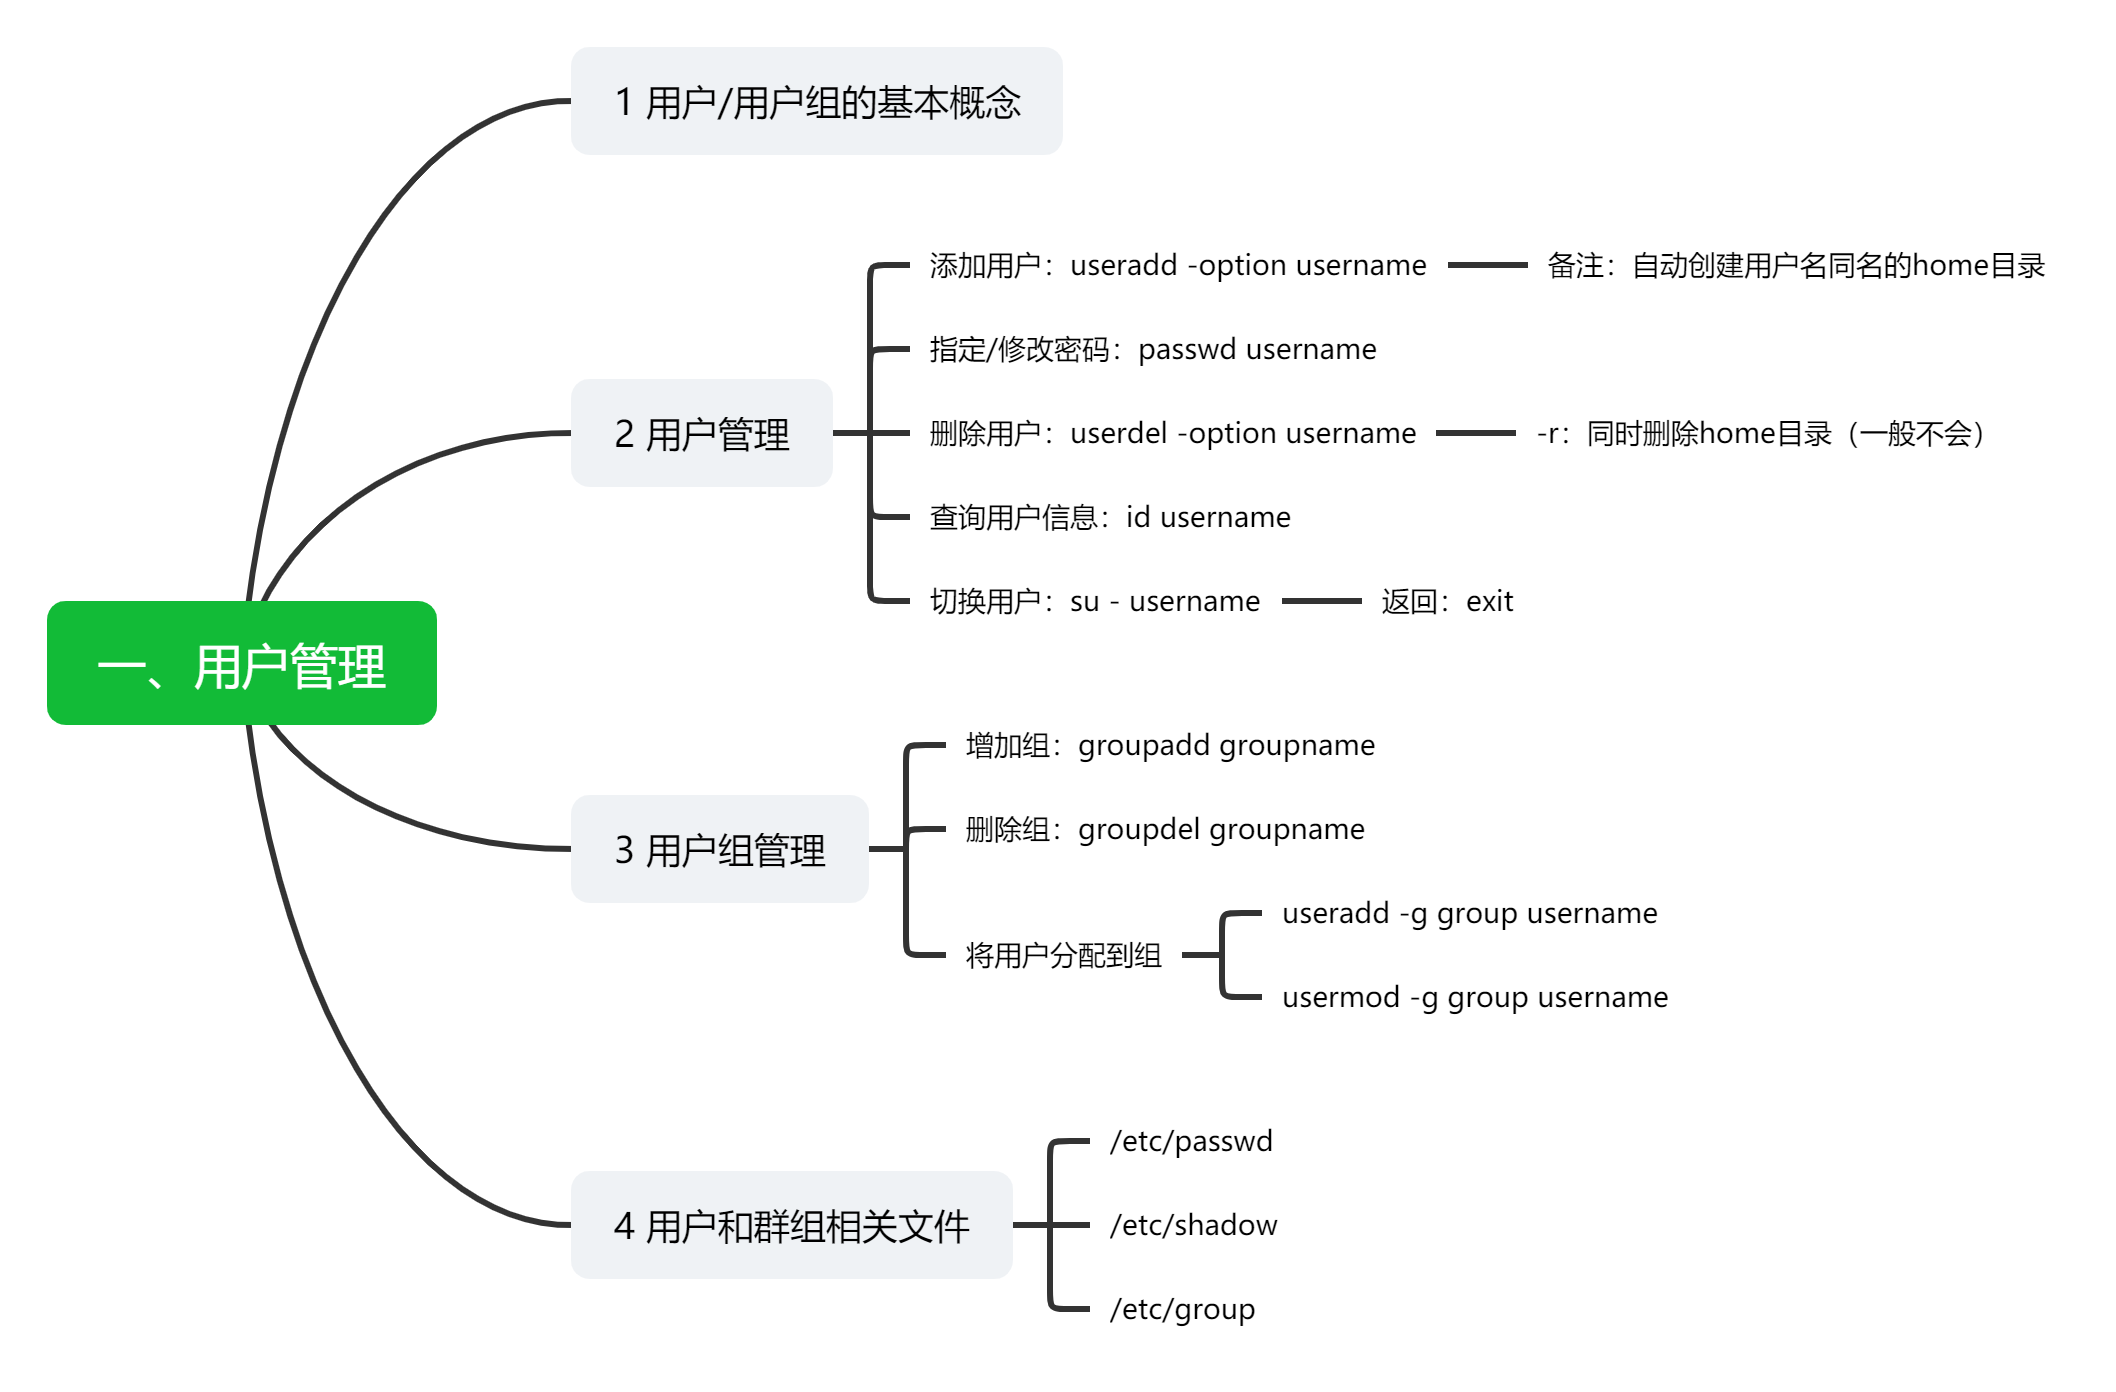 一、用户管理
1 用户/用户组的基本概念
2 用户管理
添加用户：useradd -option username
备注：自动创建用户名同名的home目录
指定/修改密码：passwd username
删除用户：userdel -option username
-r：同时删除home目录（一般不会）
查询用户信息：id username
切换用户：su - username
返回：exit
3 用户组管理
增加组：groupadd groupname
删除组：groupdel groupname
将用户分配到组
useradd -g group username
usermod -g group username
4 用户和群组相关文件
/etc/passwd
/etc/shadow
/etc/group